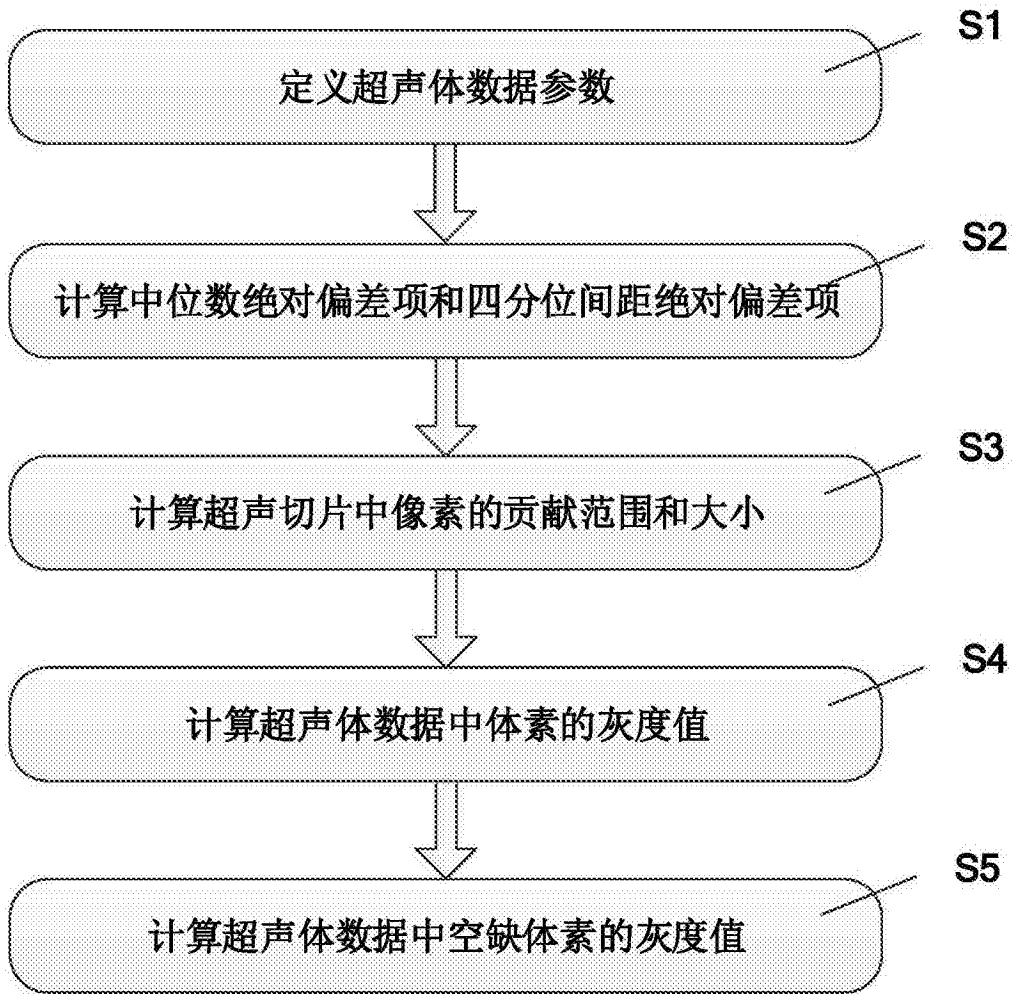 S1
定义超声体数据参数
S2
计算中位数绝对偏差项和四分位间距绝对偏差项
S3
计算超声切片中像素的贡献范围和大小
S4
计算超声体数据中体素的灰度值
S5
计算超声体数据中空缺体素的灰度值